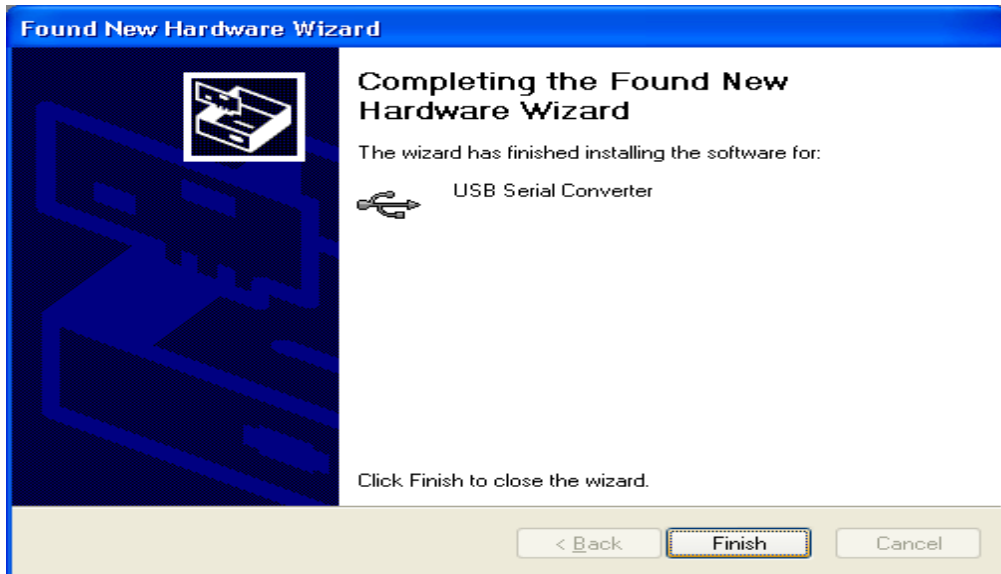 Found New Hardware Wizard
Completing the Found New
Hardware Wizard
The wizard has finished installing the software for:
USB Serial Converter
Click Finish to close the wizard.
< Back
Finish
Cancel